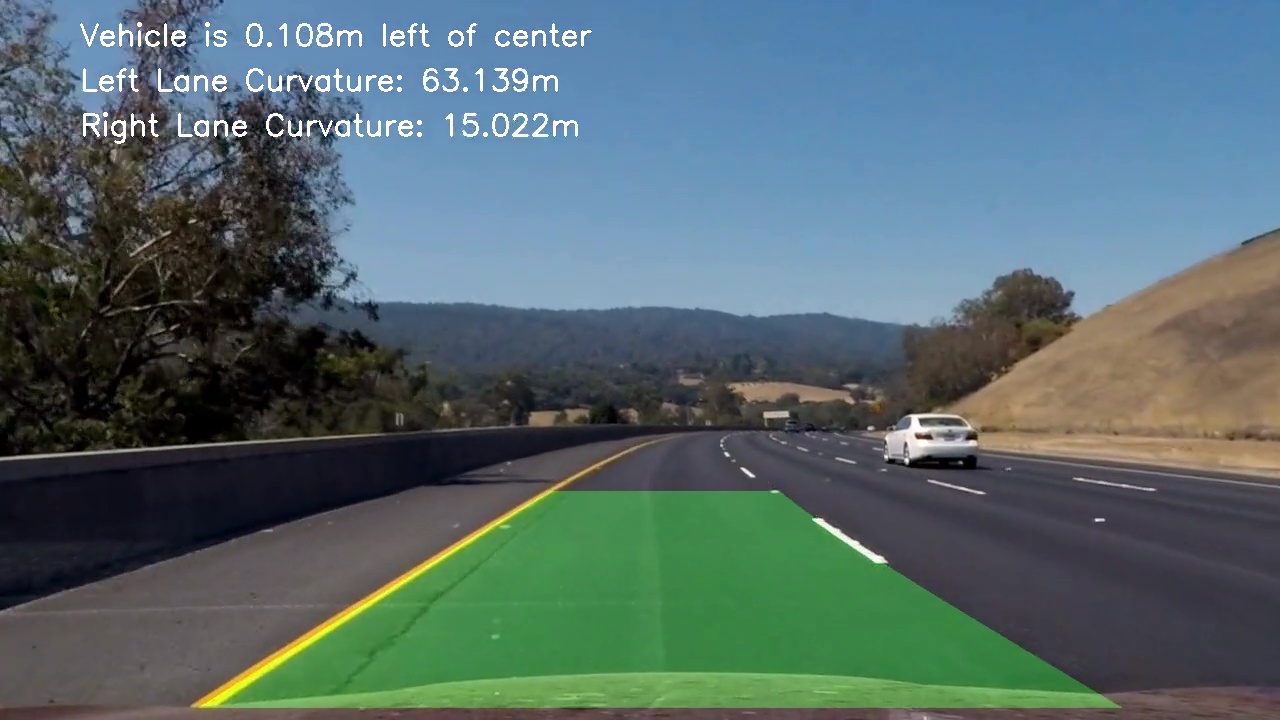 Vehicle is 0.108m left of center
Left Lane Curvature: 63.139m
Right Lane Curvature: 15.022m